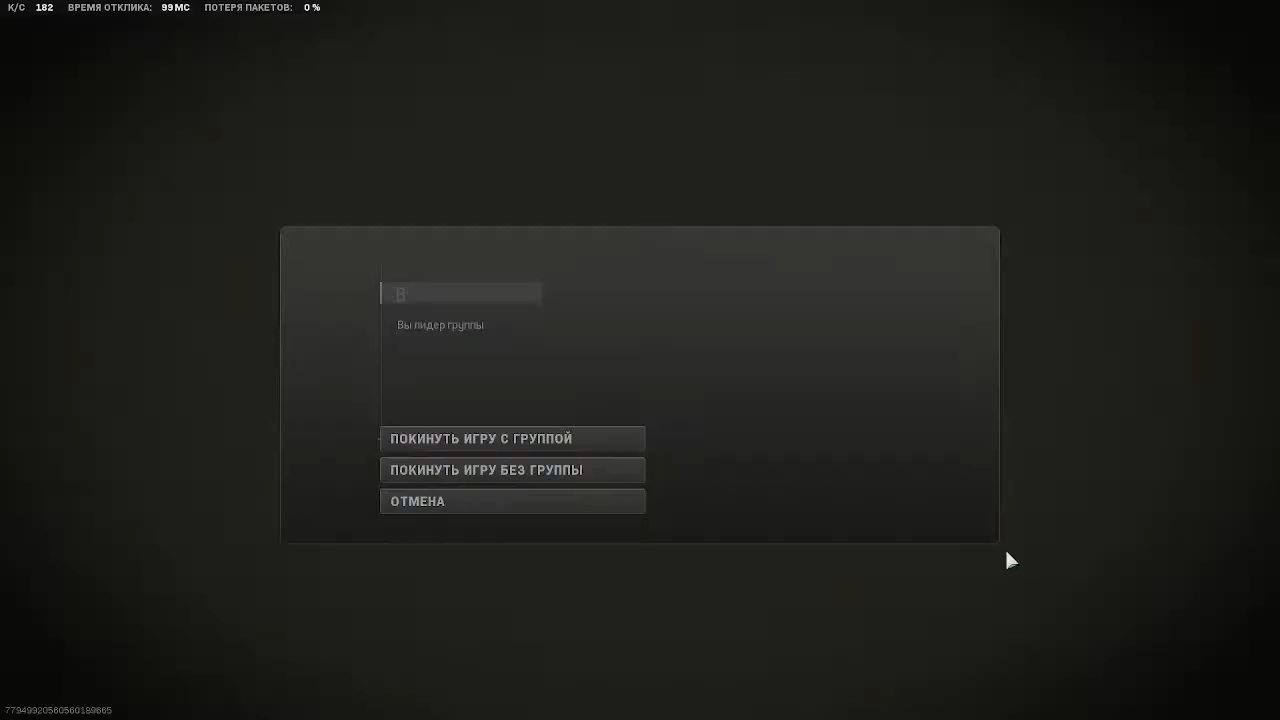 К/С 182 ВРЕМЯ ОТКЛИКА: 99 МС ПОТЕРЯ ПАКЕТОВ: 0 %
В
Вы лидер группы
ПОКИНУТЬ ИГРУ С ГРУППОЙ
ПОКИНУТЬ ИГРУ БЕЗ ГРУППЫ
ОТМЕНА
77949920560560189665